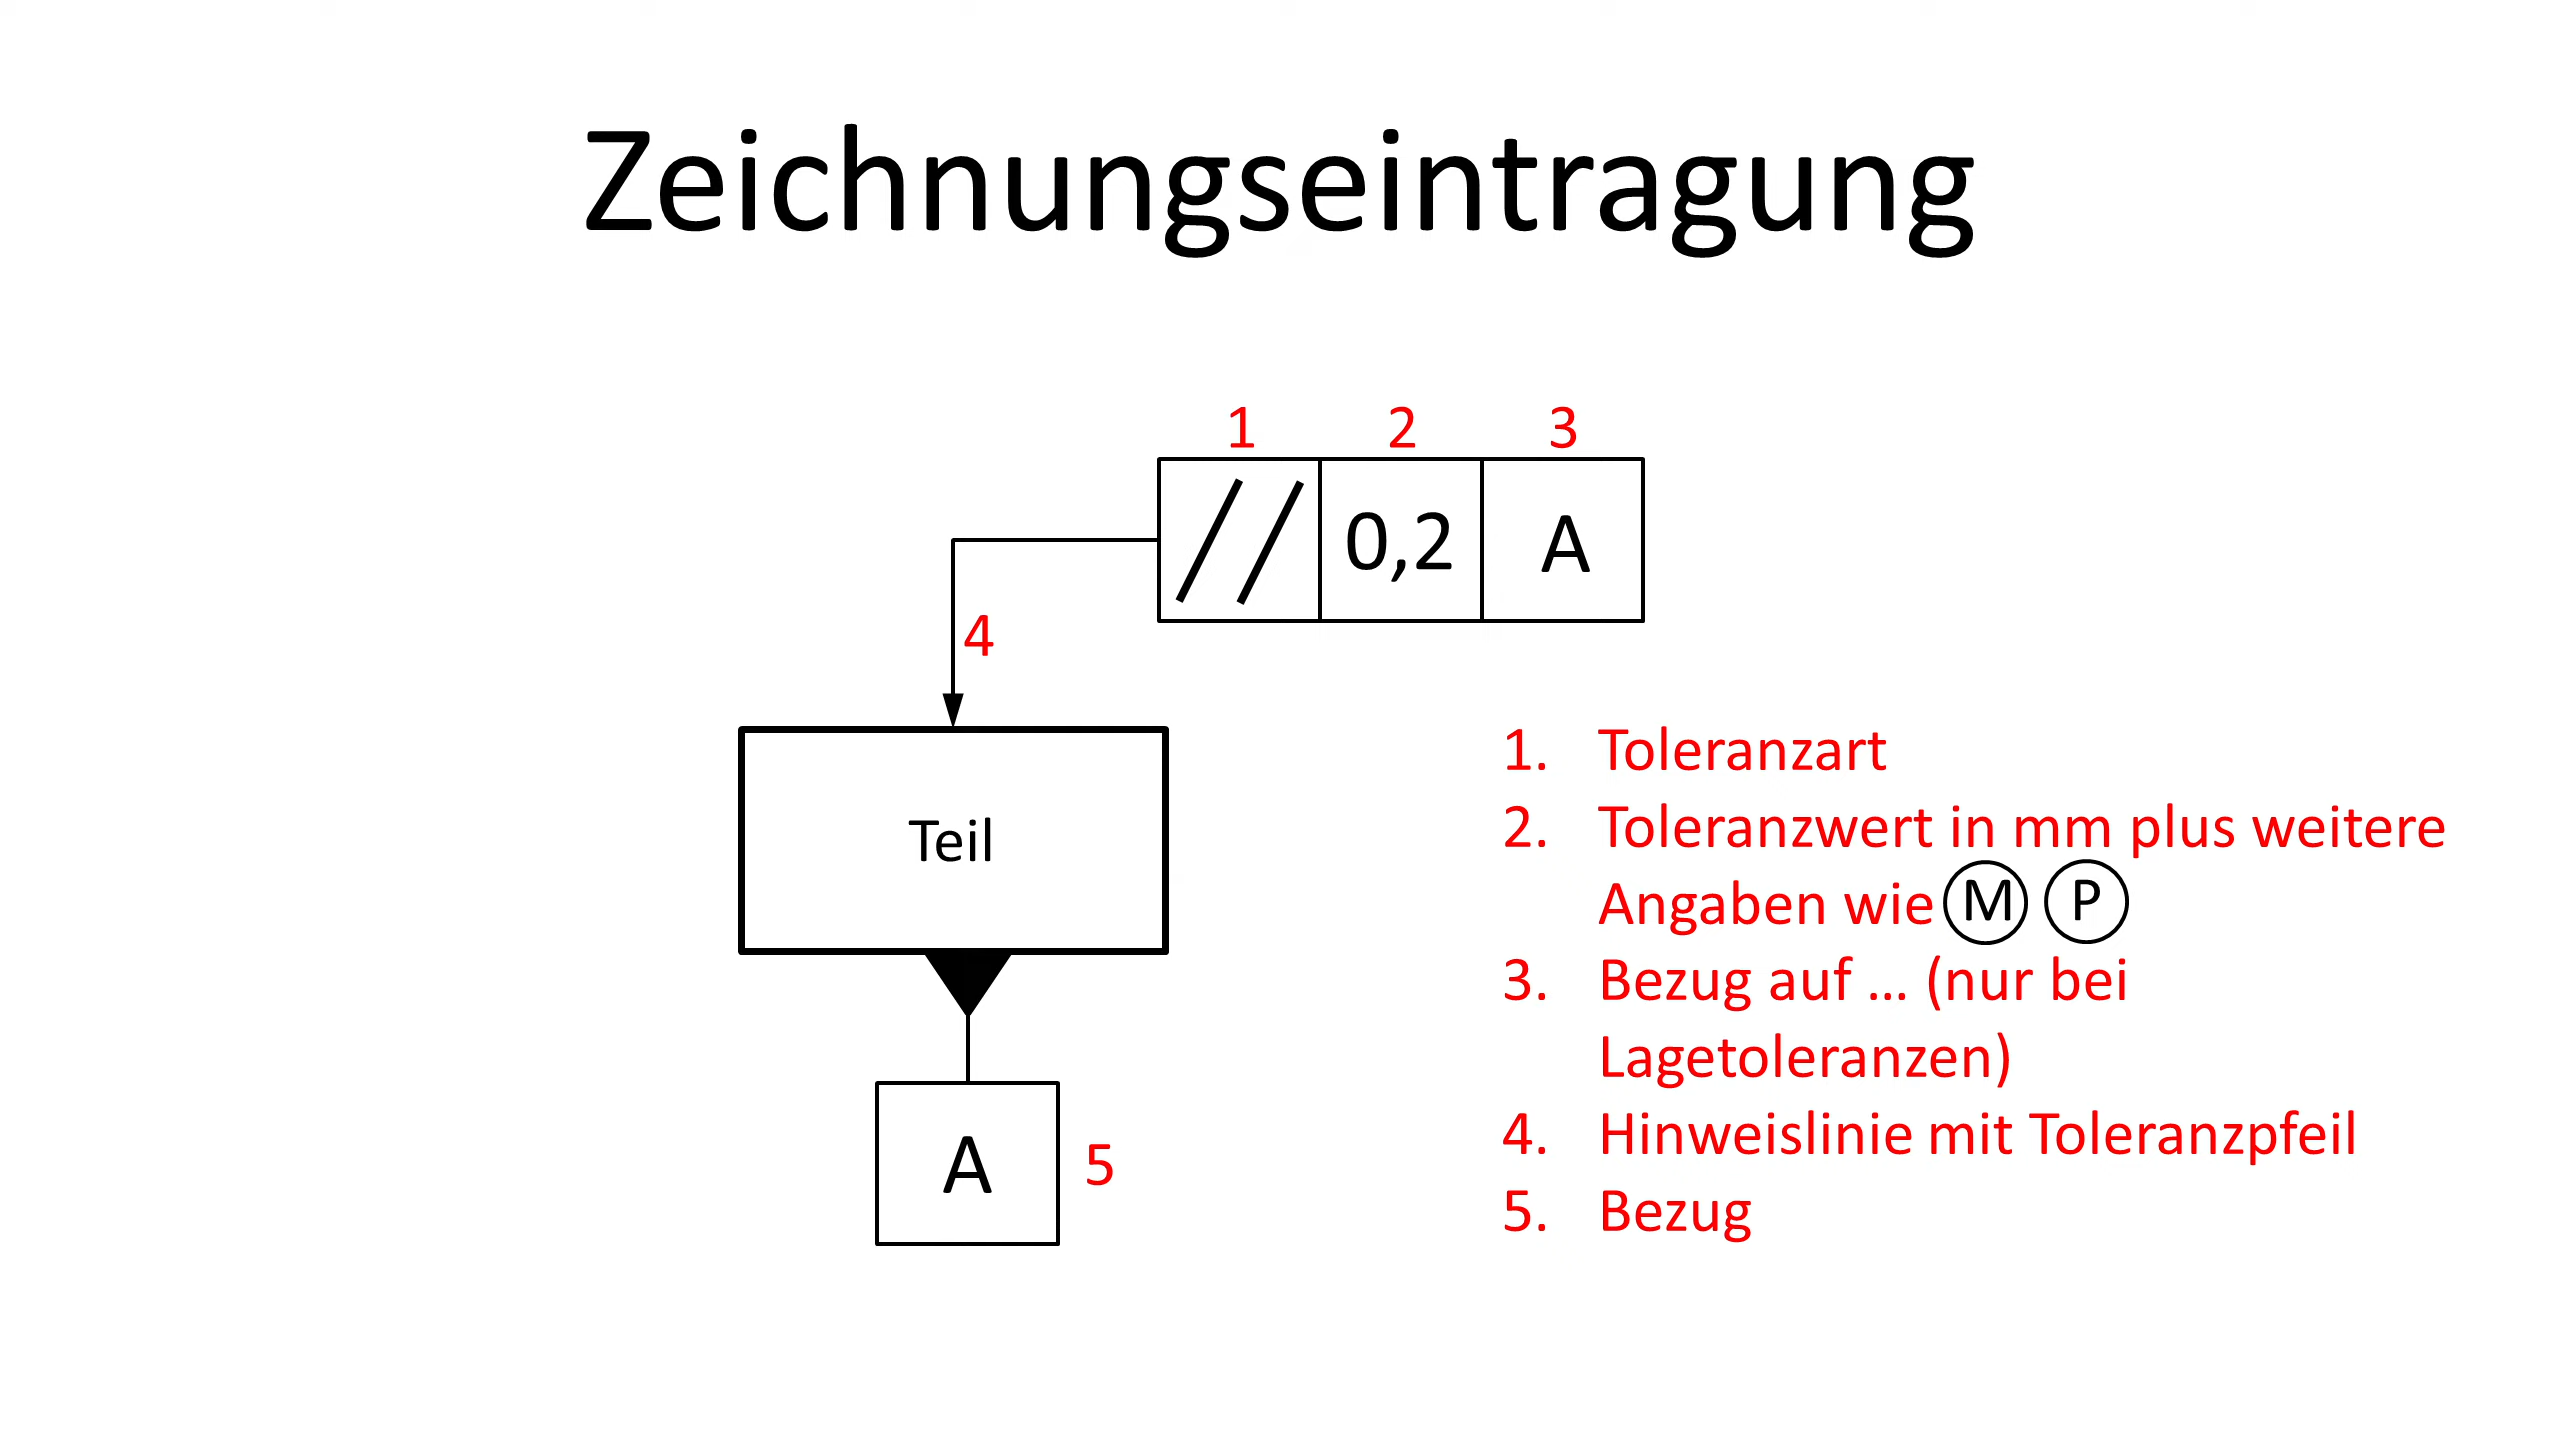 Zeichnungseintragung
1 2 3
// 0,2 A
4
Teil
A 5
1. Toleranzart
2. Toleranzwert in mm plus weitere
Angaben wie M P
3. Bezug auf ... (nur bei
Lagetoleranzen)
4. Hinweislinie mit Toleranzpfeil
5. Bezug